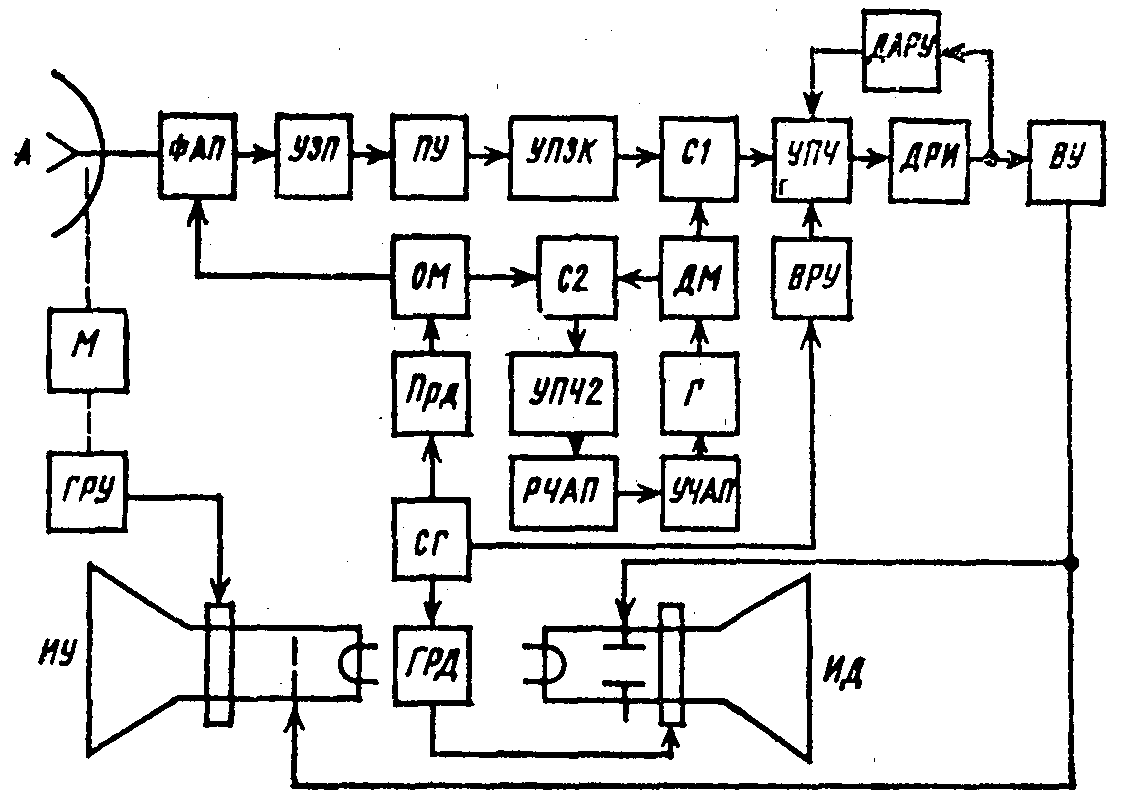 ДАРУ
А
ФАП
УЗП
ПУ
УПЗК
С1
УПЧ
г
ДРИ
ВУ
ОМ
С2
ДМ
ВРУ
М
Прд
УПЧ2
Г
ГРУ
РЧАП
УЧАП
СГ
ИУ
ГРД
ИД